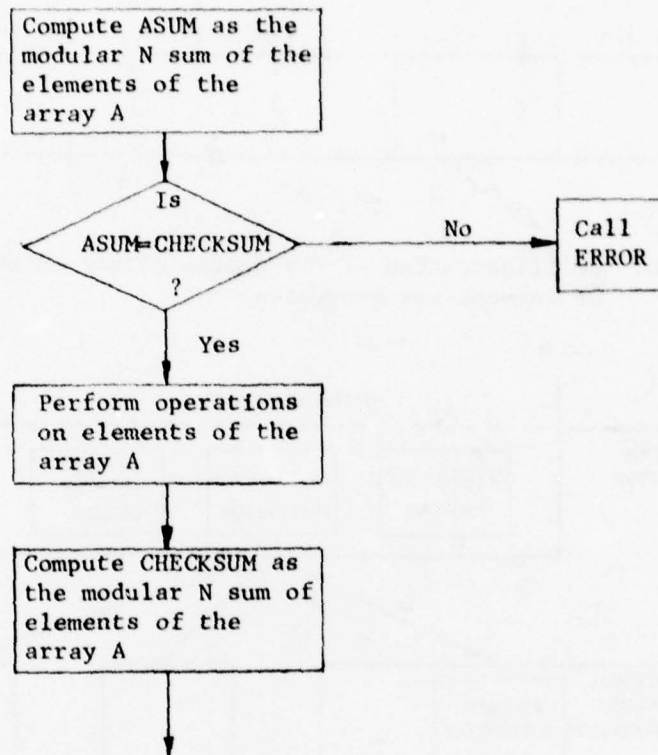 Compute ASUM as the
modular N sum of the
elements of the
array A
Is
ASUM=CHECKSUM
?
No
Call
ERROR
Yes
Perform operations
on elements of the
array A
Compute CHECKSUM as
the modular N sum of
elements of the
array A